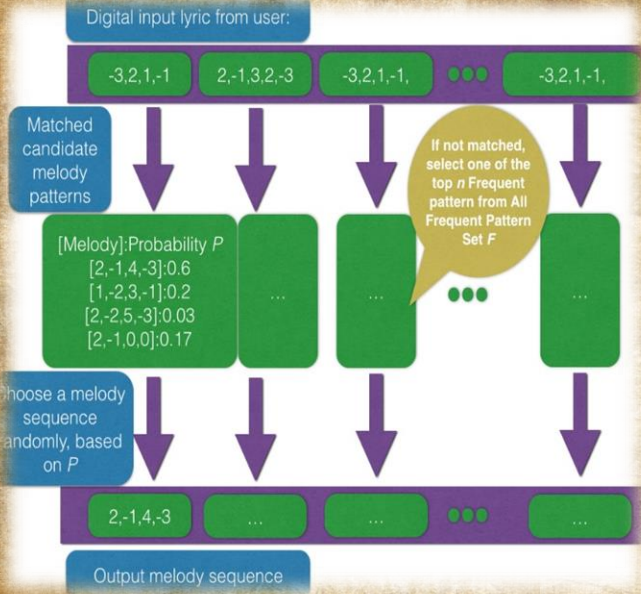 Digital input lyric from user:
-3,2,1,-1
2,-1,3,2,-3
-3,2,1,-1,
-3,2,1,-1,
Matched
candidate
melody
patterns
If not matched,
select one of the
top n Frequent
pattern from All
Frequent Pattern
Set F
[Melody]:Probability P
[2,-1,4,-3]:0.6
[1,-2,3,-1]:0.2
[2,-2,5,-3]:0.03
[2,-1,0,0]:0.17
...
...
...
Choose a melody
sequence
randomly, based
on P
2,-1,4,-3
...
...
...
Output melody sequence